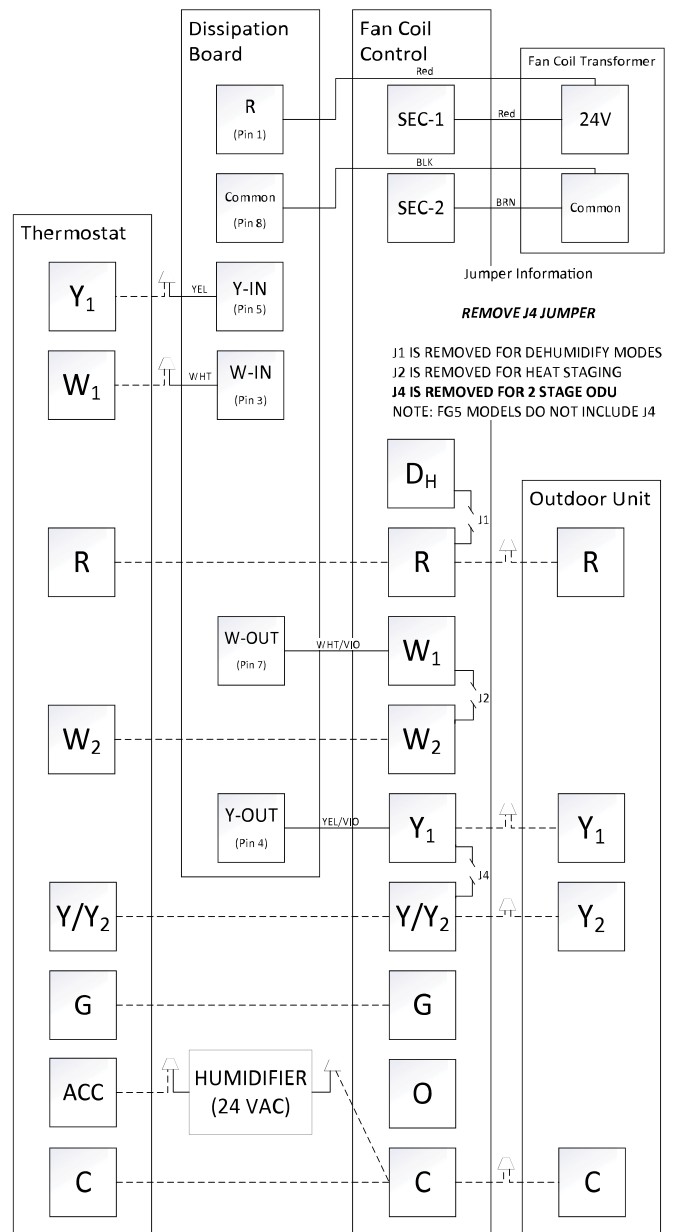 Dissipation
Board
Fan Coil
Control
Fan Coil Transformer
Red
R
(Pin 1)
SEC-1
Red
24V
BLK
Common
(Pin 8)
SEC-2
BRN
Common
Thermostat
Jumper Information
Y1
YEL
Y-IN
(Pin 5)
REMOVE J4 JUMPER
W1
WHT
W-IN
(Pin 3)
J1 IS REMOVED FOR DEHUMIDIFY MODES
J2 IS REMOVED FOR HEAT STAGING
J4 IS REMOVED FOR 2 STAGE ODU
NOTE: FG5 MODELS DO NOT INCLUDE J4
DH
Outdoor Unit
J1
R
R
R
W-OUT
(Pin 7)
WHT/VIO
W1
J2
W2
W2
Y-OUT
(Pin 4)
YEL/VIO
Y1
Y1
J4
Y/Y2
Y/Y2
Y2
G
G
ACC
HUMIDIFIER
(24 VAC)
O
C
C
C